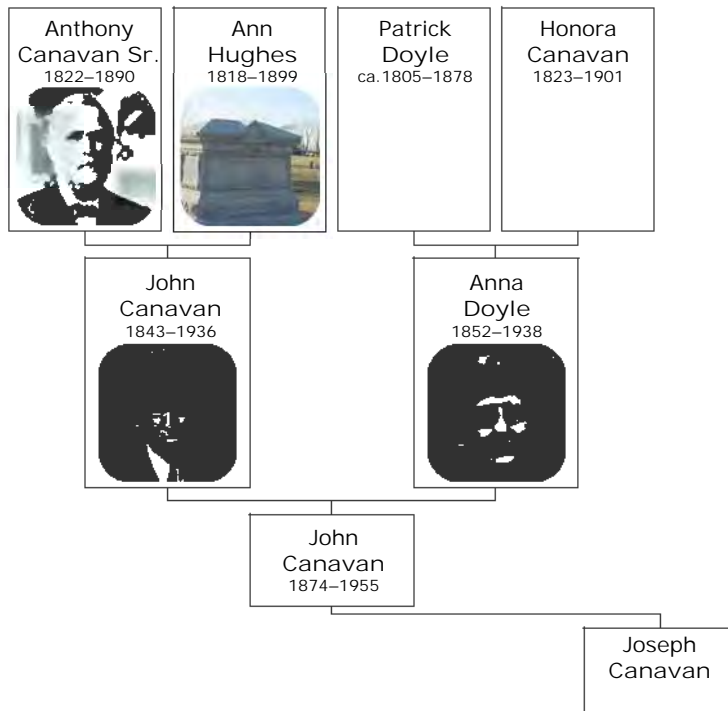 Anthony
Canavan Sr.
1822–1890
Ann
Hughes
1818–1899
Patrick
Doyle
ca. 1805–1878
Honora
Canavan
1823–1901
John
Canavan
1843–1936
Anna
Doyle
1852–1938
John
Canavan
1874–1955
Joseph
Canavan